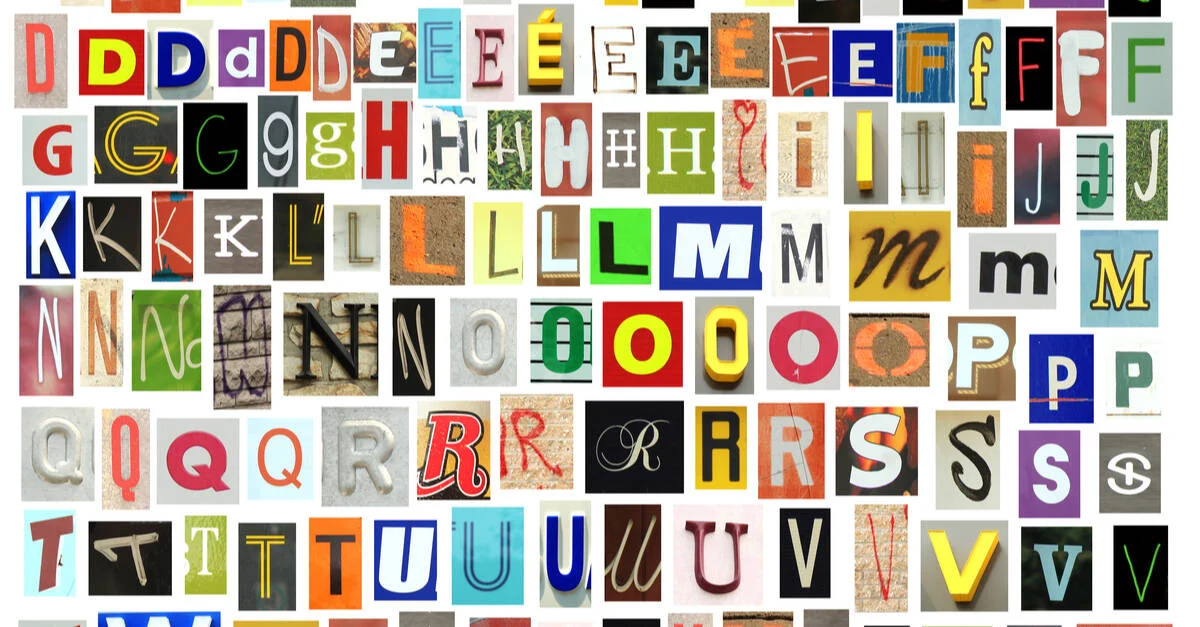 D D D d D D E E E É E E É E E F f F F F
G G G g g H H H H H H i i I I i J J J
K K K K L L L L L L M M m m M
N N N N N O O O O O O P P P
Q Q Q Q R R R R R R S S S S
T T T T T U U U U U V V V V V